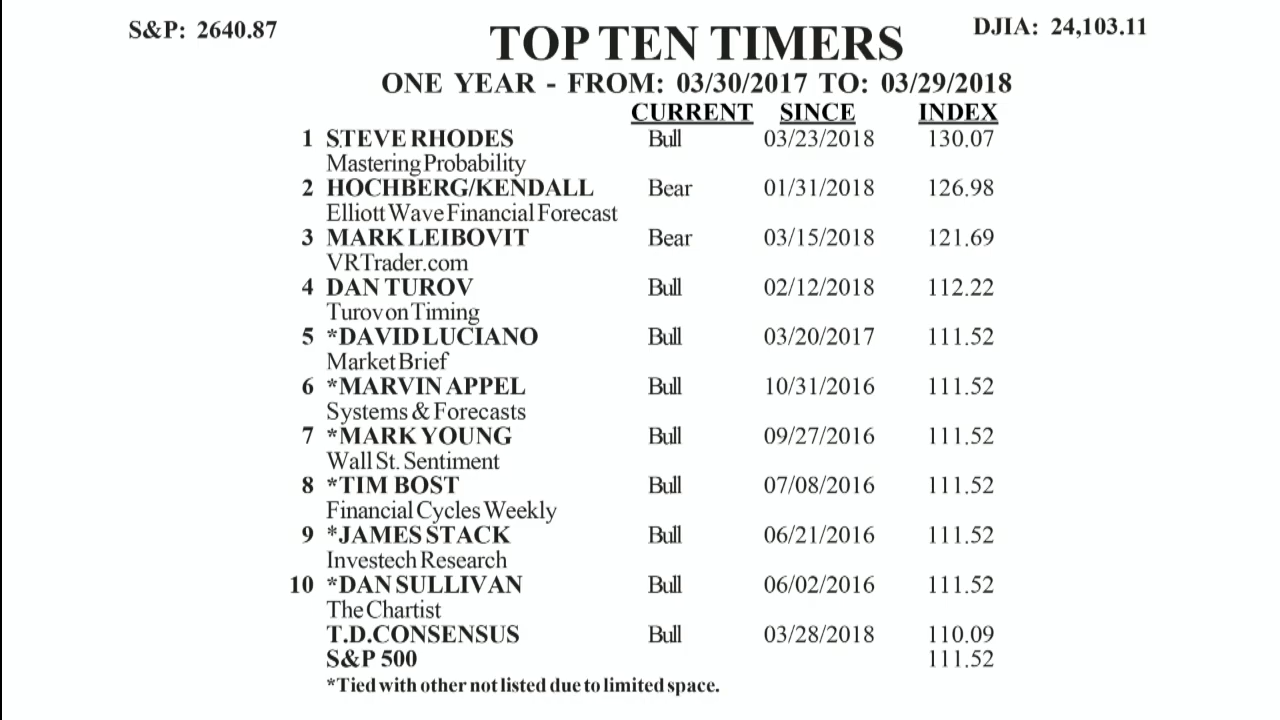 S&P: 2640.87
DJIA: 24,103.11
TOP TEN TIMERS
ONE YEAR - FROM: 03/30/2017 TO: 03/29/2018
CURRENT SINCE INDEX
1 STEVE RHODES Bull 03/23/2018 130.07
Mastering Probability
2 HOCHBERG/KENDALL Bear 01/31/2018 126.98
Elliott Wave Financial Forecast
3 MARK LEIBOVIT Bear 03/15/2018 121.69
VRTrader.com
4 DAN TUROV Bull 02/12/2018 112.22
Turov on Timing
5 *DAVID LUCIANO Bull 03/20/2017 111.52
Market Brief
6 *MARVIN APPEL Bull 10/31/2016 111.52
Systems & Forecasts
7 *MARK YOUNG Bull 09/27/2016 111.52
Wall St. Sentiment
8 *TIM BOST Bull 07/08/2016 111.52
Financial Cycles Weekly
9 *JAMES STACK Bull 06/21/2016 111.52
Investech Research
10 *DAN SULLIVAN Bull 06/02/2016 111.52
The Chartist
T.D.CONSENSUS Bull 03/28/2018 110.09
S&P 500 111.52
*Tied with other not listed due to limited space.